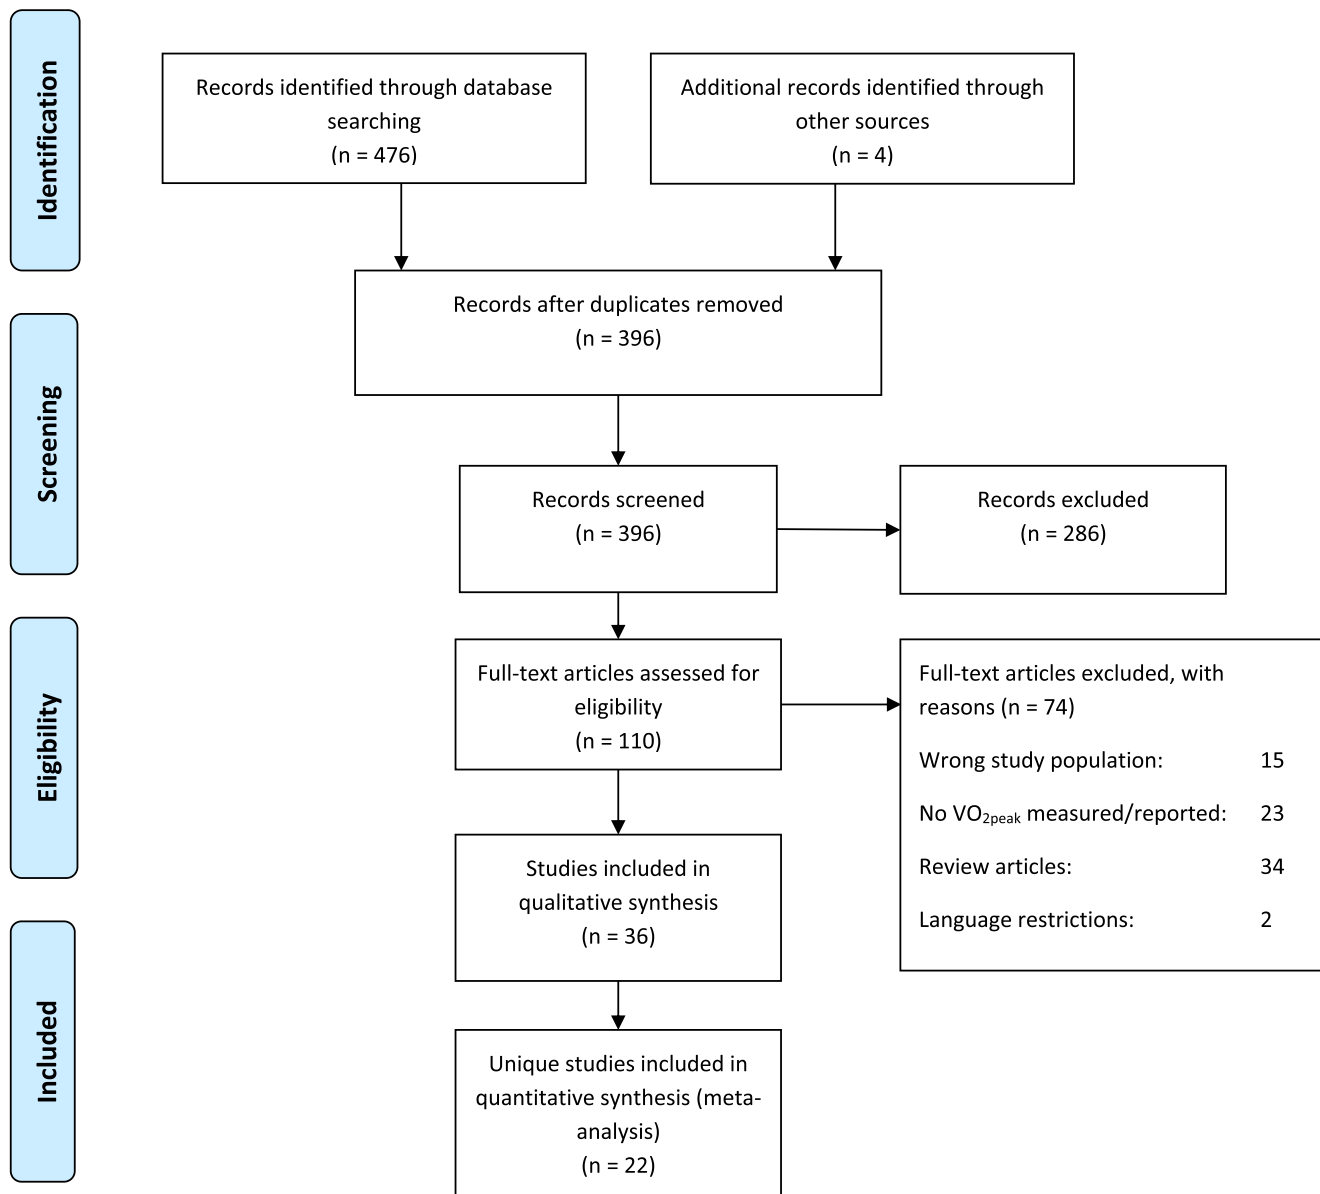 Identification
Records identified through database
searching
(n = 476)
Additional records identified through
other sources
(n = 4)
Records after duplicates removed
(n = 396)
Screening
Records screened
(n = 396)
Records excluded
(n = 286)
Eligibility
Full-text articles assessed for
eligibility
(n = 110)
Full-text articles excluded, with
reasons (n = 74)
Wrong study population: 15
No VO2peak measured/reported: 23
Review articles: 34
Language restrictions: 2
Studies included in
qualitative synthesis
(n = 36)
Included
Unique studies included in
quantitative synthesis (meta-
analysis)
(n = 22)